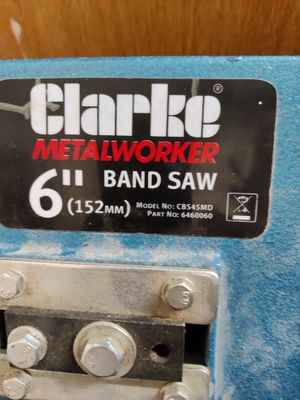 Clarke®
METALWORKER
6" BAND SAW
(152MM) MODEL NO: CBS45MD
PART NO: 6460060